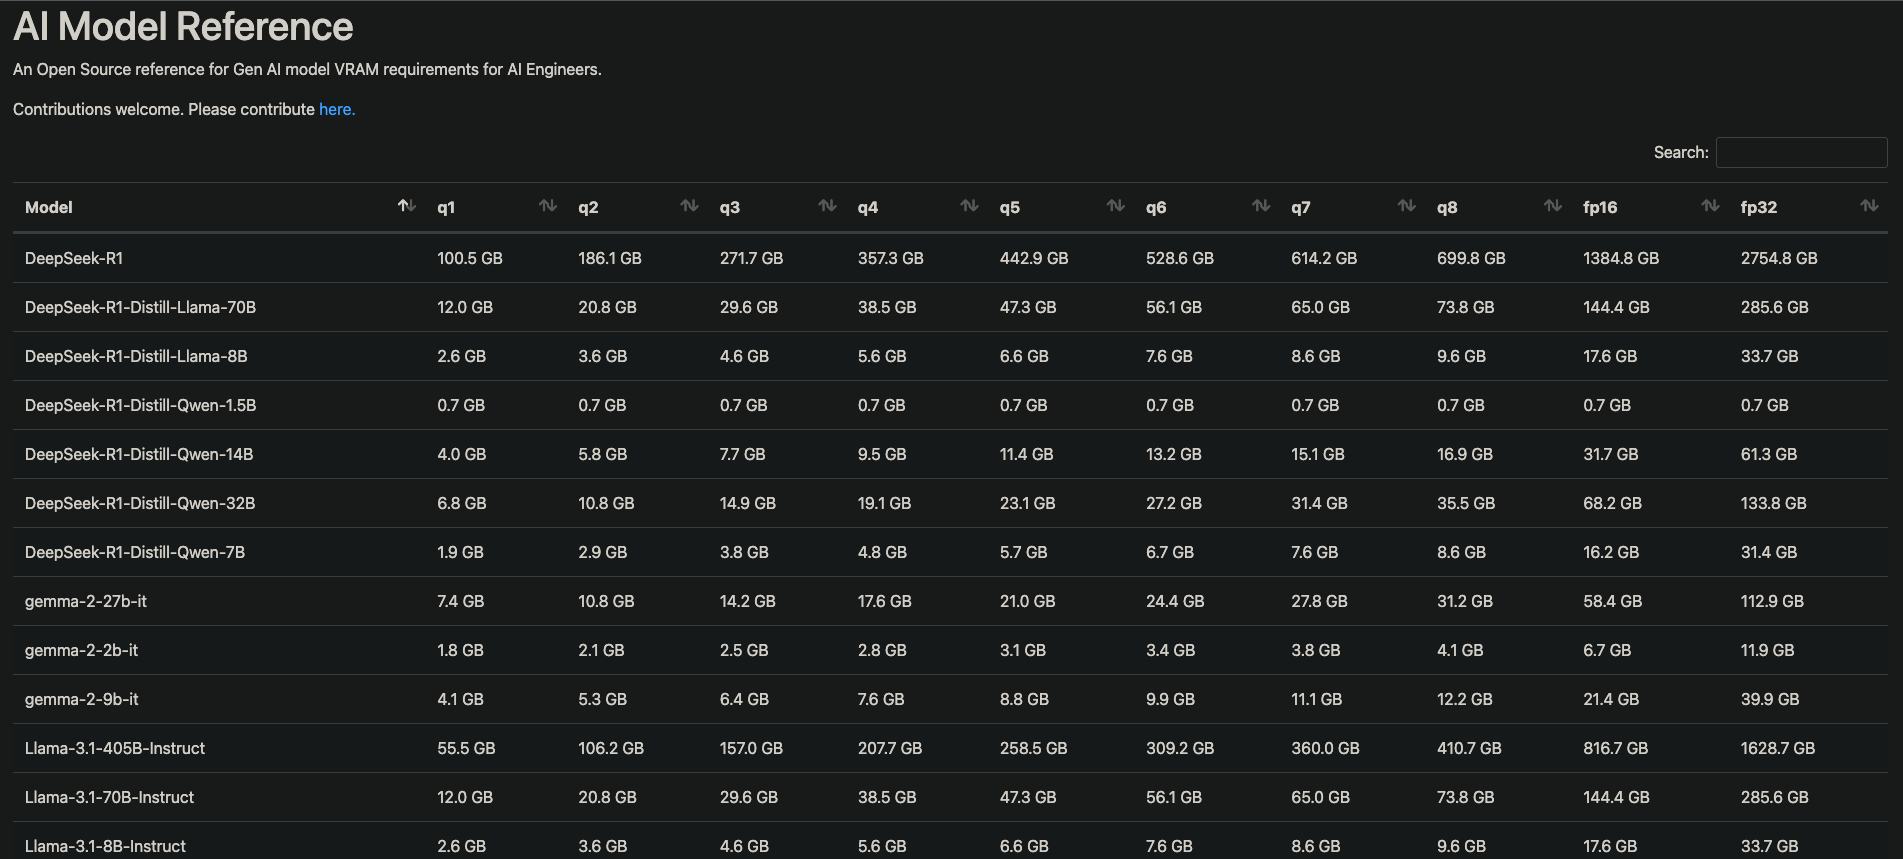 AI Model Reference
An Open Source reference for Gen AI model VRAM requirements for AI Engineers.
Contributions welcome. Please contribute here.
Search:
Model q1 q2 q3 q4 q5 q6 q7 q8 fp16 fp32
DeepSeek-R1 100.5 GB 186.1 GB 271.7 GB 357.3 GB 442.9 GB 528.6 GB 614.2 GB 699.8 GB 1384.8 GB 2754.8 GB
DeepSeek-R1-Distill-Llama-70B 12.0 GB 20.8 GB 29.6 GB 38.5 GB 47.3 GB 56.1 GB 65.0 GB 73.8 GB 144.4 GB 285.6 GB
DeepSeek-R1-Distill-Llama-8B 2.6 GB 3.6 GB 4.6 GB 5.6 GB 6.6 GB 7.6 GB 8.6 GB 9.6 GB 17.6 GB 33.7 GB
DeepSeek-R1-Distill-Qwen-1.5B 0.7 GB 0.7 GB 0.7 GB 0.7 GB 0.7 GB 0.7 GB 0.7 GB 0.7 GB 0.7 GB 0.7 GB
DeepSeek-R1-Distill-Qwen-14B 4.0 GB 5.8 GB 7.7 GB 9.5 GB 11.4 GB 13.2 GB 15.1 GB 16.9 GB 31.7 GB 61.3 GB
DeepSeek-R1-Distill-Qwen-32B 6.8 GB 10.8 GB 14.9 GB 19.1 GB 23.1 GB 27.2 GB 31.4 GB 35.5 GB 68.2 GB 133.8 GB
DeepSeek-R1-Distill-Qwen-7B 1.9 GB 2.9 GB 3.8 GB 4.8 GB 5.7 GB 6.7 GB 7.6 GB 8.6 GB 16.2 GB 31.4 GB
gemma-2-27b-it 7.4 GB 10.8 GB 14.2 GB 17.6 GB 21.0 GB 24.4 GB 27.8 GB 31.2 GB 58.4 GB 112.9 GB
gemma-2-2b-it 1.8 GB 2.1 GB 2.5 GB 2.8 GB 3.1 GB 3.4 GB 3.8 GB 4.1 GB 6.7 GB 11.9 GB
gemma-2-9b-it 4.1 GB 5.3 GB 6.4 GB 7.6 GB 8.8 GB 9.9 GB 11.1 GB 12.2 GB 21.4 GB 39.9 GB
Llama-3.1-405B-Instruct 55.5 GB 106.2 GB 157.0 GB 207.7 GB 258.5 GB 309.2 GB 360.0 GB 410.7 GB 816.7 GB 1628.7 GB
Llama-3.1-70B-Instruct 12.0 GB 20.8 GB 29.6 GB 38.5 GB 47.3 GB 56.1 GB 65.0 GB 73.8 GB 144.4 GB 285.6 GB
Llama-3.1-8B-Instruct 2.6 GB 3.6 GB 4.6 GB 5.6 GB 6.6 GB 7.6 GB 8.6 GB 9.6 GB 17.6 GB 33.7 GB